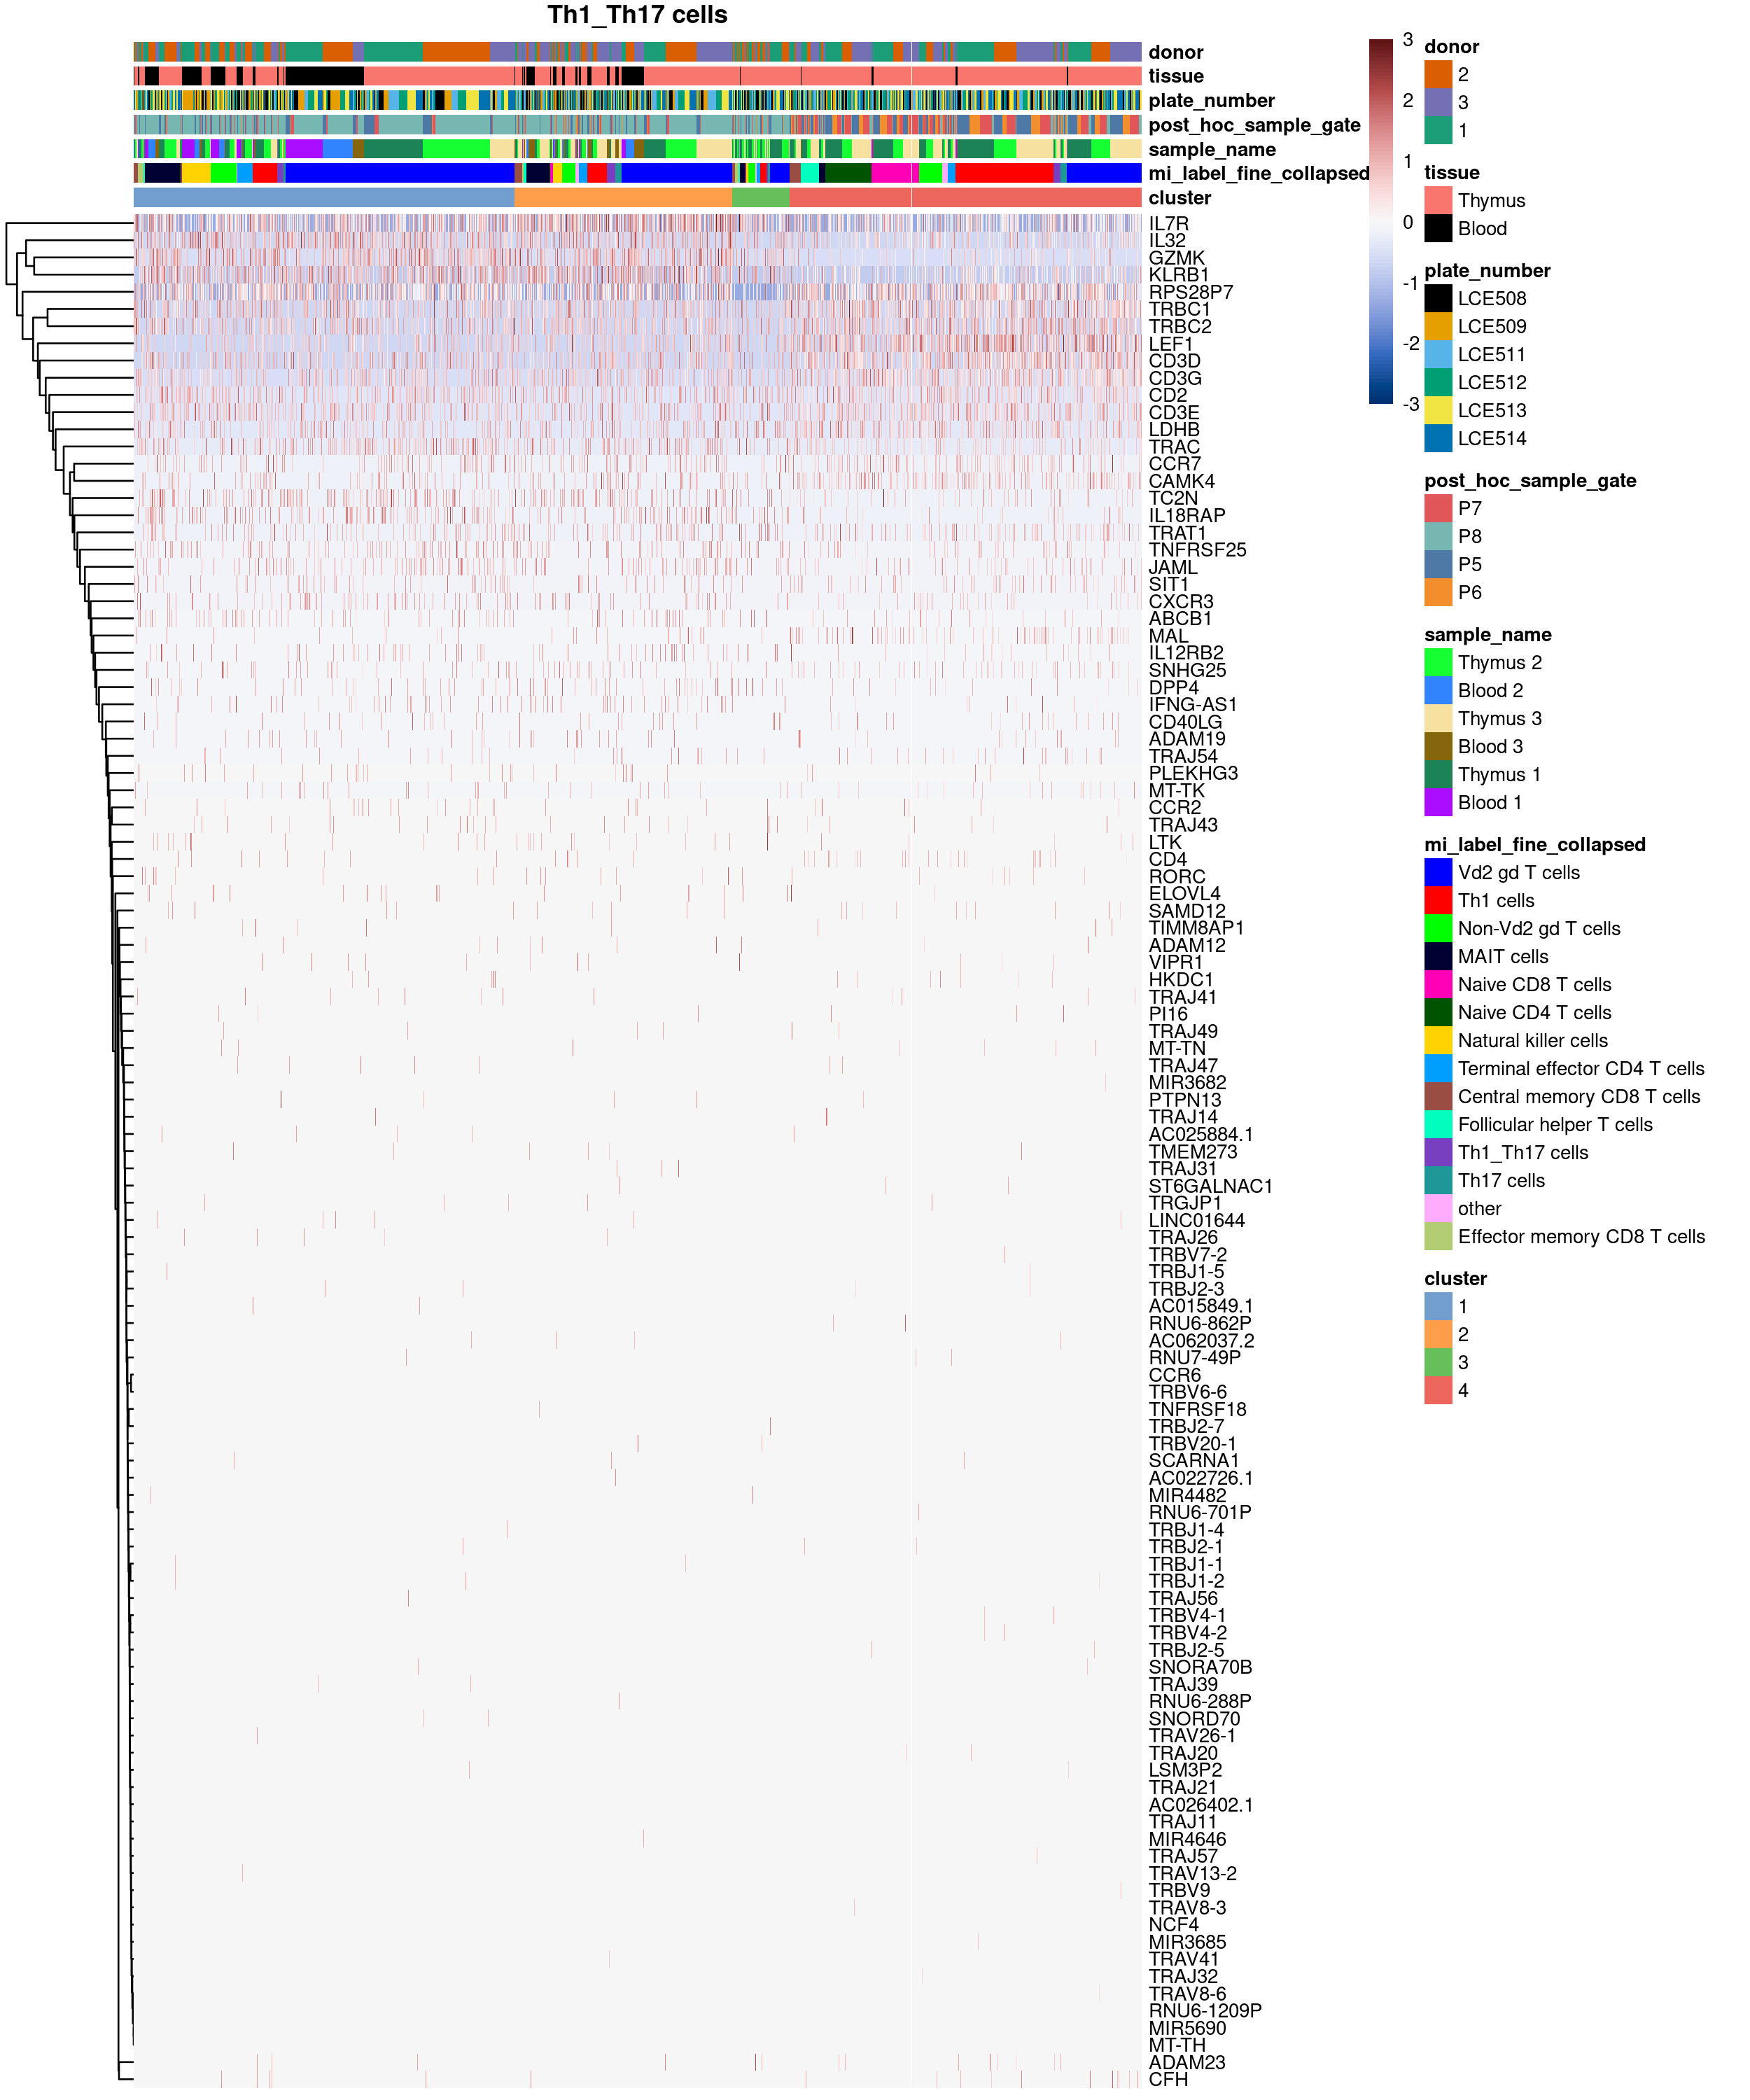 Th1_Th17 cells
donor
tissue
plate_number
post_hoc_sample_gate
sample_name
mi_label_fine_collapsed
cluster
IL7R
IL32
GZMK
KLRB1
RPS28P7
TRBC1
TRBC2
LEF1
CD3D
CD3G
CD2
CD3E
LDHB
TRAC
CCR7
CAMK4
TC2N
IL18RAP
TRAT1
TNFRSF25
JAML
SIT1
CXCR3
ABCB1
MAL
IL12RB2
SNHG25
DPP4
IFNG-AS1
CD40LG
ADAM19
TRAJ54
PLEKHG3
MT-TK
CCR2
TRAJ43
LTK
CD4
RORC
ELOVL4
SAMD12
TIMM8AP1
ADAM12
VIPR1
HKDC1
TRAJ41
PI16
TRAJ49
MT-TN
TRAJ47
MIR3682
PTPN13
TRAJ14
AC025884.1
TMEM273
TRAJ31
ST6GALNAC1
TRGJP1
LINC01644
TRAJ26
TRBV7-2
TRBJ1-5
TRBJ2-3
AC015849.1
RNU6-862P
AC062037.2
RNU7-49P
CCR6
TRBV6-6
TNFRSF18
TRBJ2-7
TRBV20-1
SCARNA1
AC022726.1
MIR4482
RNU6-701P
TRBJ1-4
TRBJ2-1
TRBJ1-1
TRBJ1-2
TRAJ56
TRBV4-1
TRBV4-2
TRBJ2-5
SNORA70B
TRAJ39
RNU6-288P
SNORD70
TRAV26-1
TRAJ20
LSM3P2
TRAJ21
AC026402.1
TRAJ11
MIR4646
TRAJ57
TRAV13-2
TRBV9
TRAV8-3
NCF4
MIR3685
TRAV41
TRAJ32
TRAV8-6
RNU6-1209P
MIR5690
MT-TH
ADAM23
CFH
3
2
1
0
-1
-2
-3
donor
2
3
1
tissue
Thymus
Blood
plate_number
LCE508
LCE509
LCE511
LCE512
LCE513
LCE514
post_hoc_sample_gate
P7
P8
P5
P6
sample_name
Thymus 2
Blood 2
Thymus 3
Blood 3
Thymus 1
Blood 1
mi_label_fine_collapsed
Vd2 gd T cells
Th1 cells
Non-Vd2 gd T cells
MAIT cells
Naive CD8 T cells
Naive CD4 T cells
Natural killer cells
Terminal effector CD4 T cells
Central memory CD8 T cells
Follicular helper T cells
Th1_Th17 cells
Th17 cells
other
Effector memory CD8 T cells
cluster
1
2
3
4